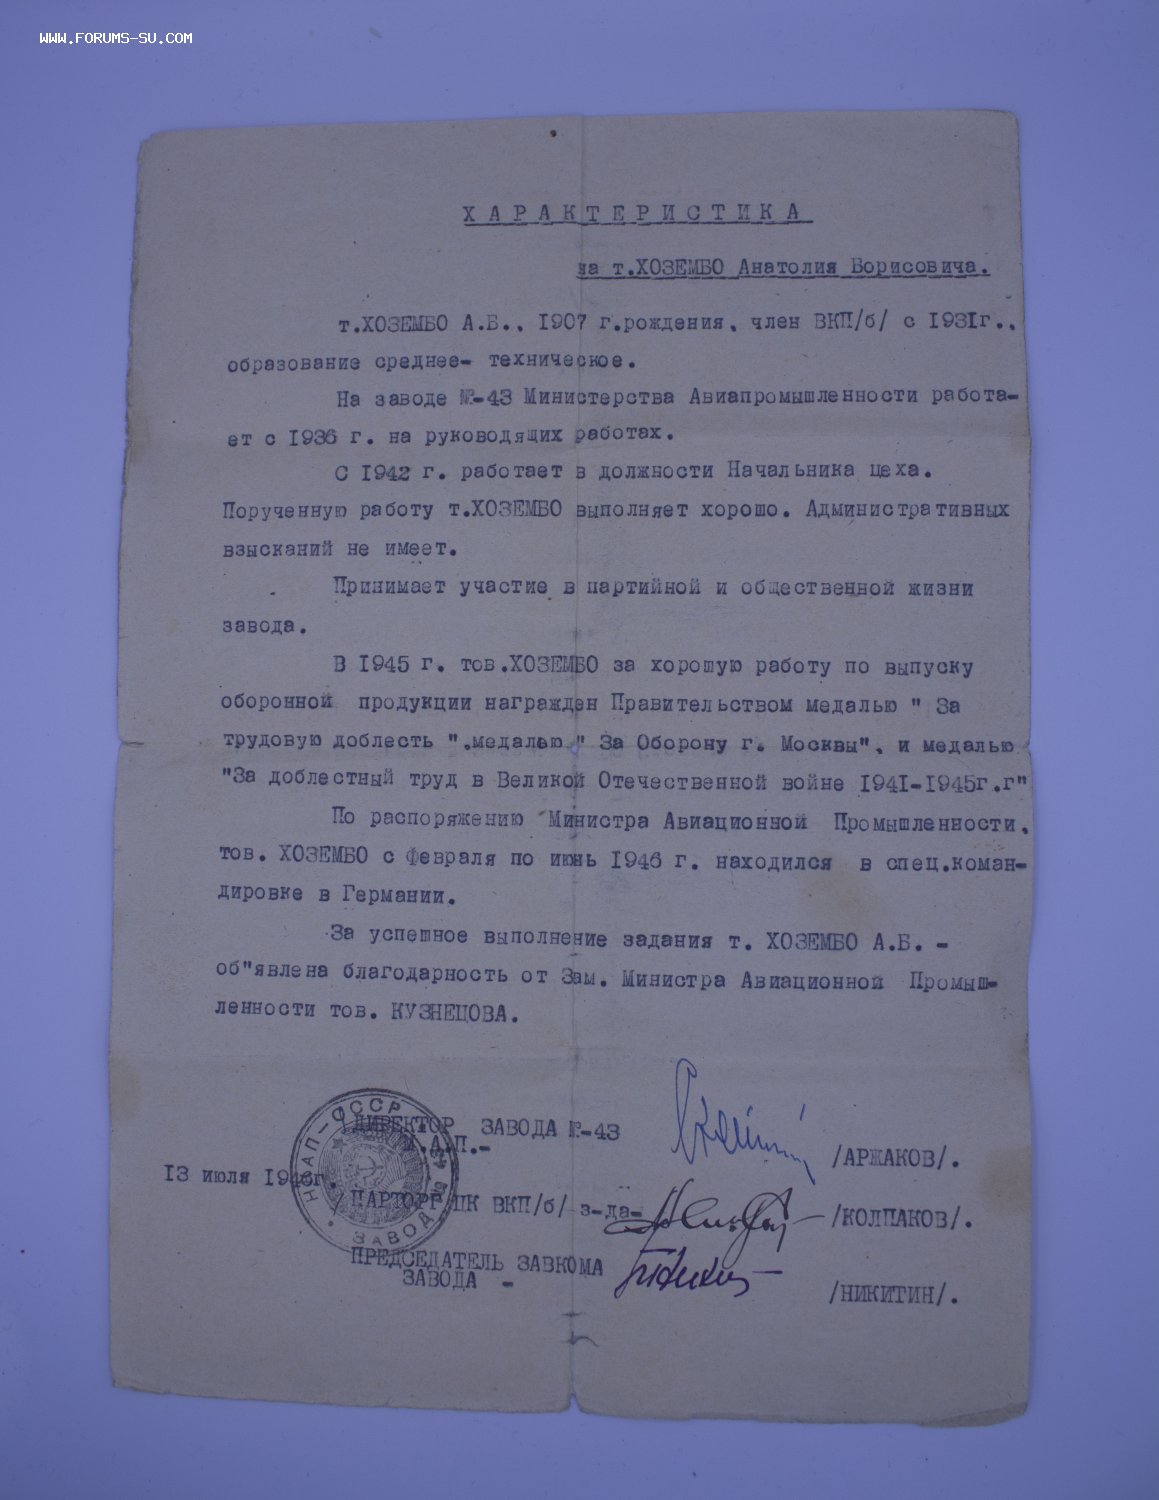 WWW.FORUMS-SU.COM
ХАРАКТЕРИСТИКА
на т.ХОЗЕМБО Анатолия Борисовича.
т.ХОЗЕМБО А.Б., 1907 г.рождения, член ВКП/б/ с 1931г.,
образование среднее- техническое.
На заводе №-43 Министерства Авиапромышленности работа-
ет с 1936 г. на руководящих работах.
С 1942 г. работает в должности Начальника цеха.
Порученную работу т.ХОЗЕМБО выполняет хорошо. Административных
взысканий не имеет.
Принимает участие в партийной и общественной жизни
завода.
В 1945 г. тов.ХОЗЕМБО за хорошую работу по выпуску
оборонной продукции награжден Правительством медалью " За
трудовую доблесть ",медалью " За Оборону г. Москвы", и медалью
"За доблестный труд в Великой Отечественной войне 1941-1945г.г"
По распоряжению Министра Авиационной Промышленности,
тов. ХОЗЕМБО с Февраля по июнь 1946 г. находился в спец.коман-
дировке в Германии.
За успешное выполнение задания т. ХОЗЕМБО А.Б. -
об"явлена благодарность от Зам. Министра Авиационной Промыш-
ленности тов. КУЗНЕЦОВА.
НКАП-СССР
ЗАВОД № 43
ДИРЕКТОР ЗАВОДА №-43
М.А.П.- /АРЖАКОВ/.
13 июля 1946г.
ПАРТОРГ ЦК ВКП/б/ з-да- /КОЛПАКОВ/.
ПРЕДСЕДАТЕЛЬ ЗАВКОМА
ЗАВОДА - /НИКИТИН/.